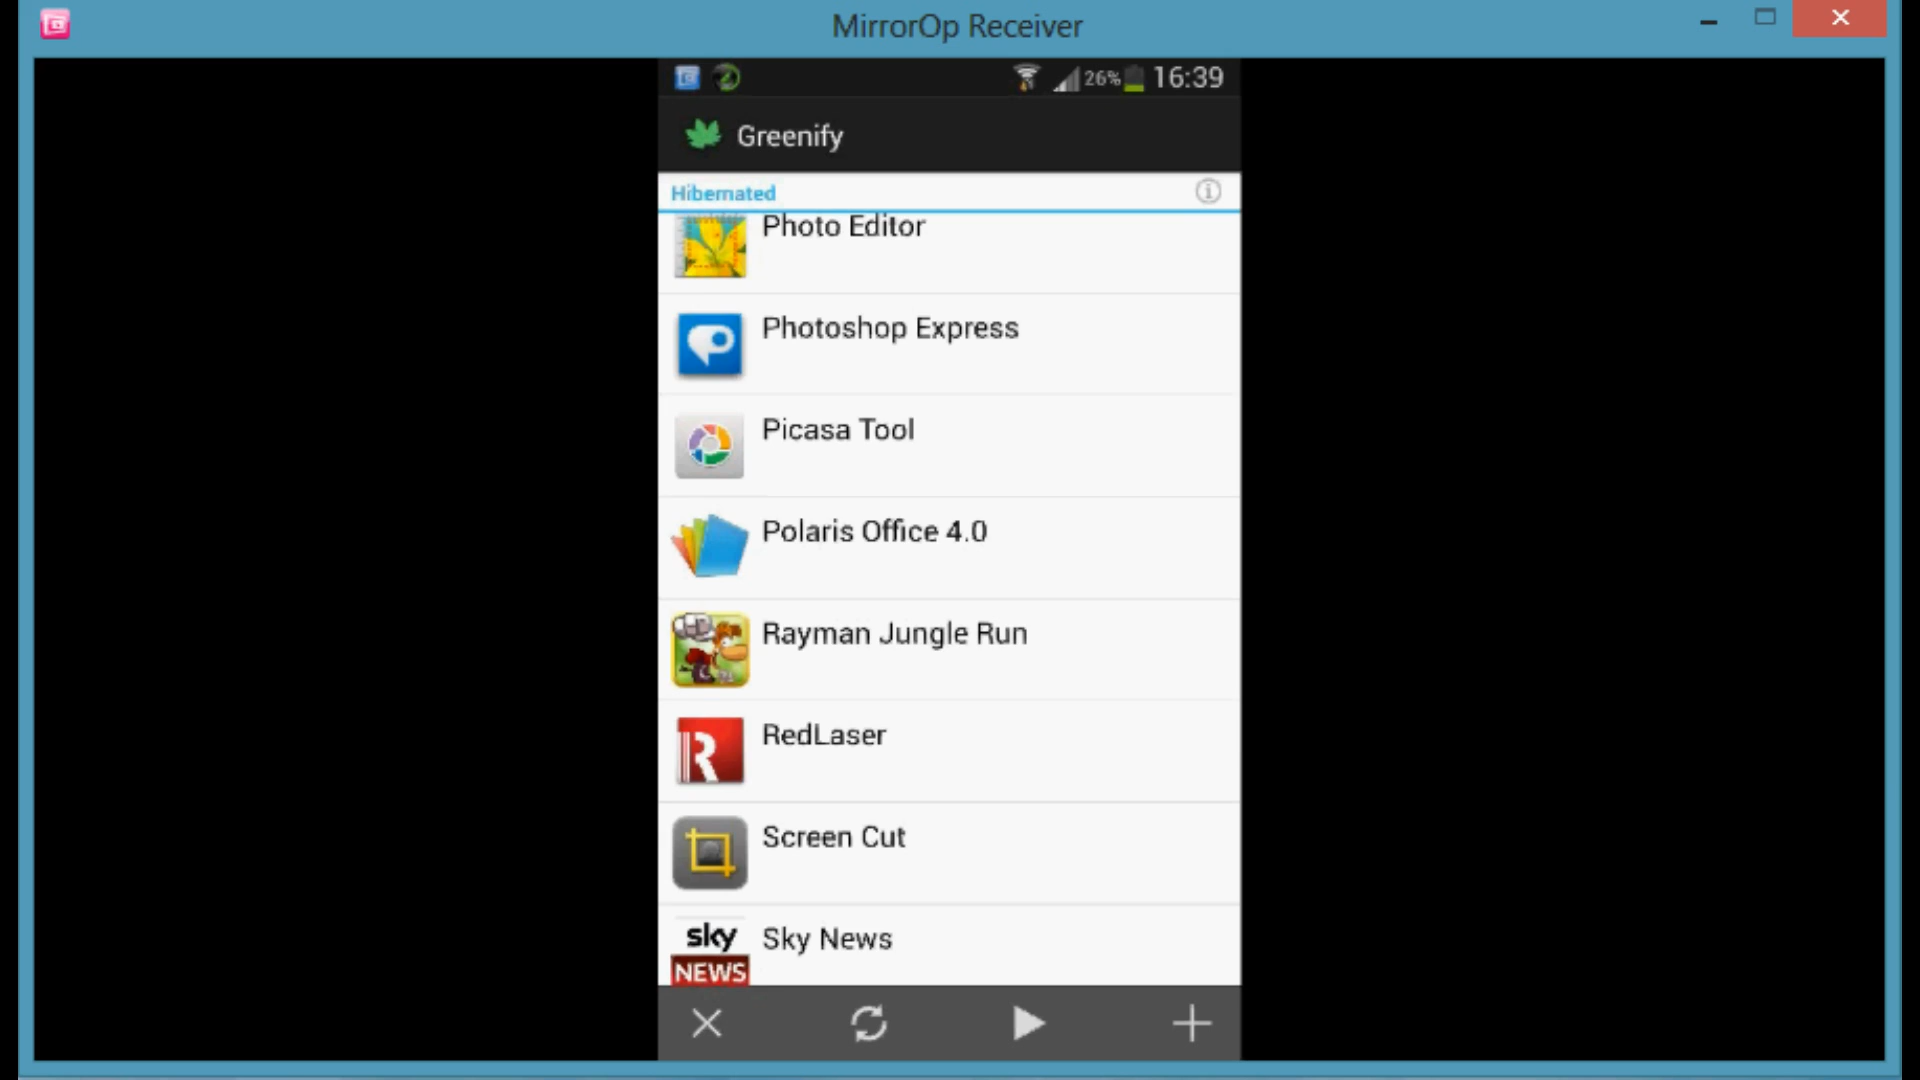 MirrorOp Receiver
26% 16:39
Greenify
Hibernated
Photo Editor
Photoshop Express
Picasa Tool
Polaris Office 4.0
Rayman Jungle Run
R RedLaser
Screen Cut
sky
NEWS
Sky News